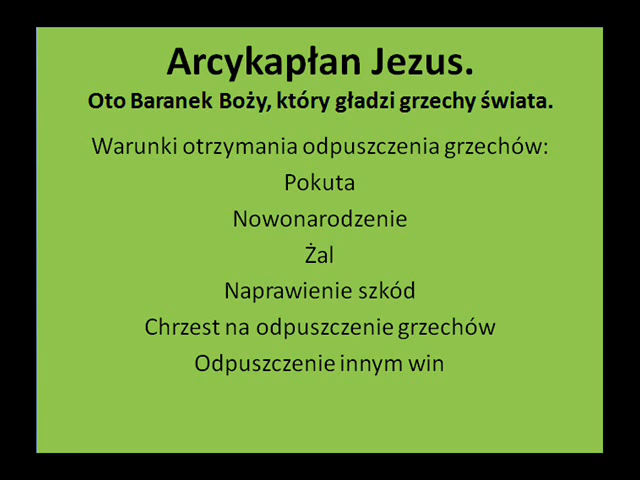 Arcykapłan Jezus.
Oto Baranek Boży, który gładzi grzechy świata.
Warunki otrzymania odpuszczenia grzechów:
Pokuta
Nowonarodzenie
Żal
Naprawienie szkód
Chrzest na odpuszczenie grzechów
Odpuszczenie innym win